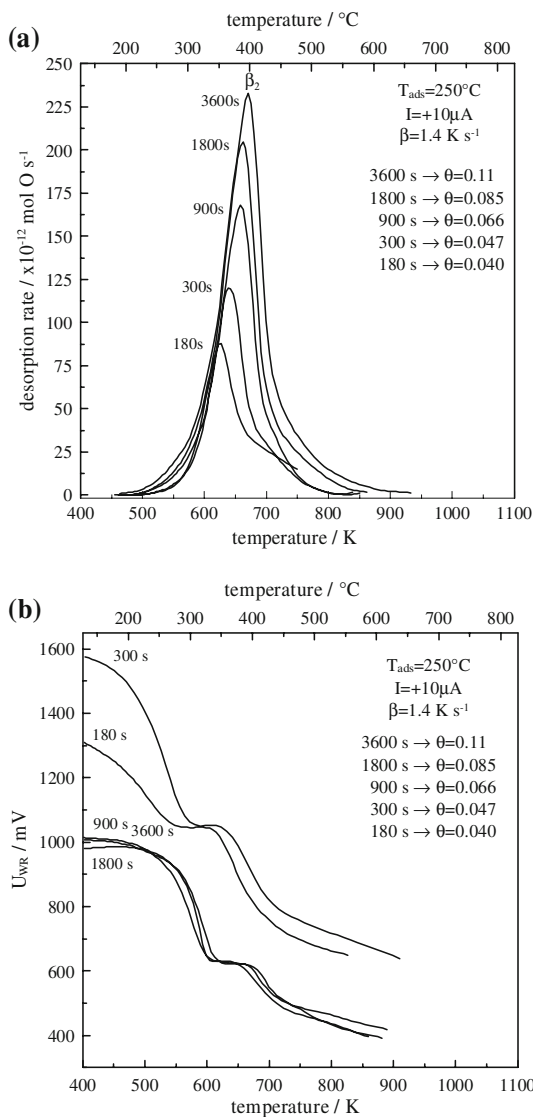 temperature / °C
(a)
0 100 200 300 400 500 600 700 800
250
225
200
175
150
125
100
75
50
25
0
desorption rate / x10⁻¹² mol O s⁻¹
β₂
3600s
1800s
900s
300s
180s
T_ads=250°C
I=+10μA
β=1.4 K s⁻¹
3600 s → θ=0.11
1800 s → θ=0.085
900 s → θ=0.066
300 s → θ=0.047
180 s → θ=0.040
400 500 600 700 800 900 1000 1100
temperature / K
temperature / °C
(b)
200 300 400 500 600 700 800
1600
1400
1200
1000
800
600
400
U_WR / mV
300 s
180 s
900 s
3600 s
1800 s
T_ads=250°C
I=+10μA
β=1.4 K s⁻¹
3600 s → θ=0.11
1800 s → θ=0.085
900 s → θ=0.066
300 s → θ=0.047
180 s → θ=0.040
400 500 600 700 800 900 1000 1100
temperature / K